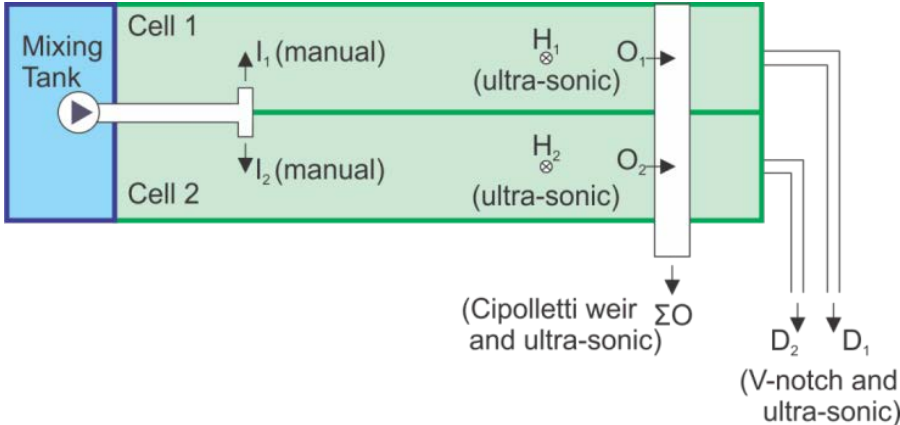 Cell 1
Mixing
Tank
I₁ (manual)
H₁
(ultra-sonic)
O₁
I₂ (manual)
H₂
(ultra-sonic)
O₂
Cell 2
(Cipolletti weir
and ultra-sonic)
ΣO
D₂
D₁
(V-notch and
ultra-sonic)